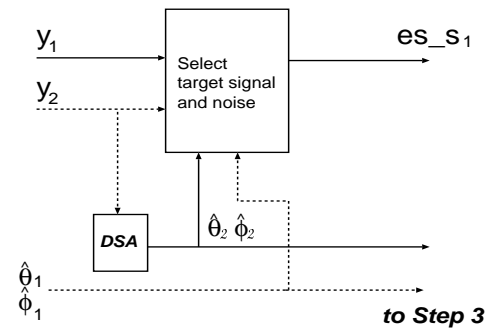 y₁
es_s₁
Select
target signal
and noise
y₂
DSA
θ̂₂ ϕ̂₂
θ̂₁
ϕ̂₁
to Step 3